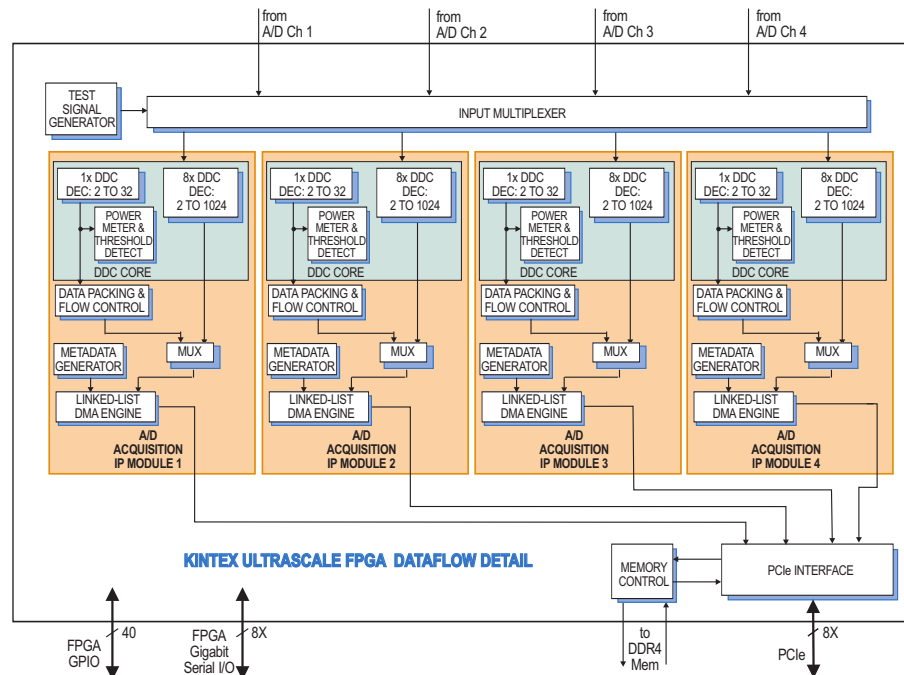 from
A/D Ch 1
from
A/D Ch 2
from
A/D Ch 3
from
A/D Ch 4
TEST
SIGNAL
GENERATOR
INPUT MULTIPLEXER
1x DDC
DEC: 2 TO 32
8x DDC
DEC:
2 TO 1024
POWER
METER &
THRESHOLD
DETECT
DDC CORE
DATA PACKING &
FLOW CONTROL
METADATA
GENERATOR
MUX
LINKED-LIST
DMA ENGINE
A/D
ACQUISITION
IP MODULE 1
1x DDC
DEC: 2 TO 32
8x DDC
DEC:
2 TO 1024
POWER
METER &
THRESHOLD
DETECT
DDC CORE
DATA PACKING &
FLOW CONTROL
METADATA
GENERATOR
MUX
LINKED-LIST
DMA ENGINE
A/D
ACQUISITION
IP MODULE 2
1x DDC
DEC: 2 TO 32
8x DDC
DEC:
2 TO 1024
POWER
METER &
THRESHOLD
DETECT
DDC CORE
DATA PACKING &
FLOW CONTROL
METADATA
GENERATOR
MUX
LINKED-LIST
DMA ENGINE
A/D
ACQUISITION
IP MODULE 3
1x DDC
DEC: 2 TO 32
8x DDC
DEC:
2 TO 1024
POWER
METER &
THRESHOLD
DETECT
DDC CORE
DATA PACKING &
FLOW CONTROL
METADATA
GENERATOR
MUX
LINKED-LIST
DMA ENGINE
A/D
ACQUISITION
IP MODULE 4
KINTEX ULTRASCALE FPGA DATAFLOW DETAIL
MEMORY
CONTROL
PCIe INTERFACE
40
FPGA
GPIO
8X
FPGA
Gigabit
Serial I/O
to
DDR4
Mem
8X
PCIe